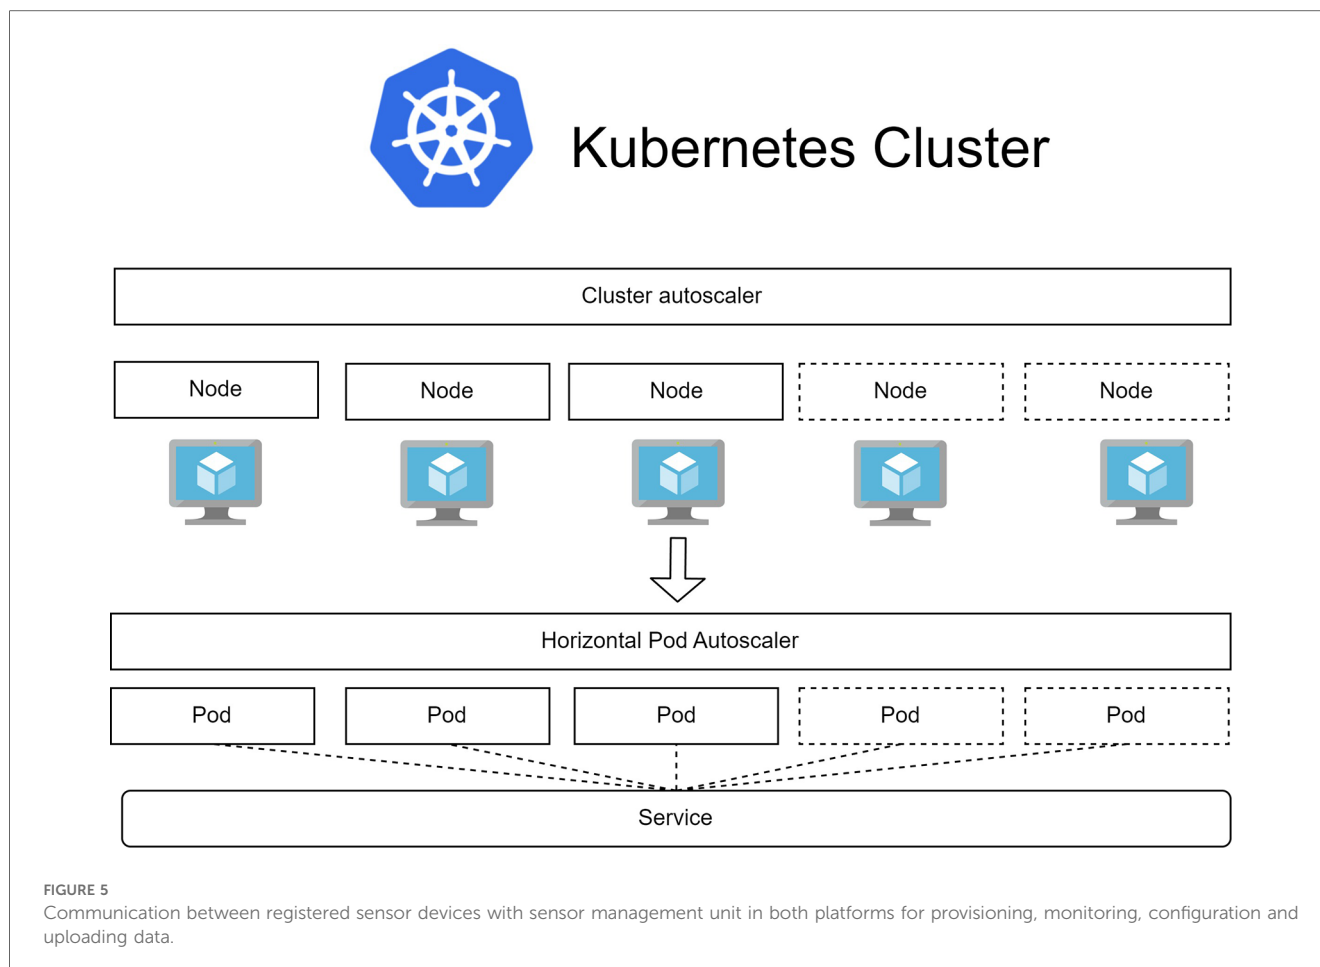 Kubernetes Cluster
Cluster autoscaler
Node
Node
Node
Node
Node
Horizontal Pod Autoscaler
Pod
Pod
Pod
Pod
Pod
Service
FIGURE 5
Communication between registered sensor devices with sensor management unit in both platforms for provisioning, monitoring, configuration and
uploading data.